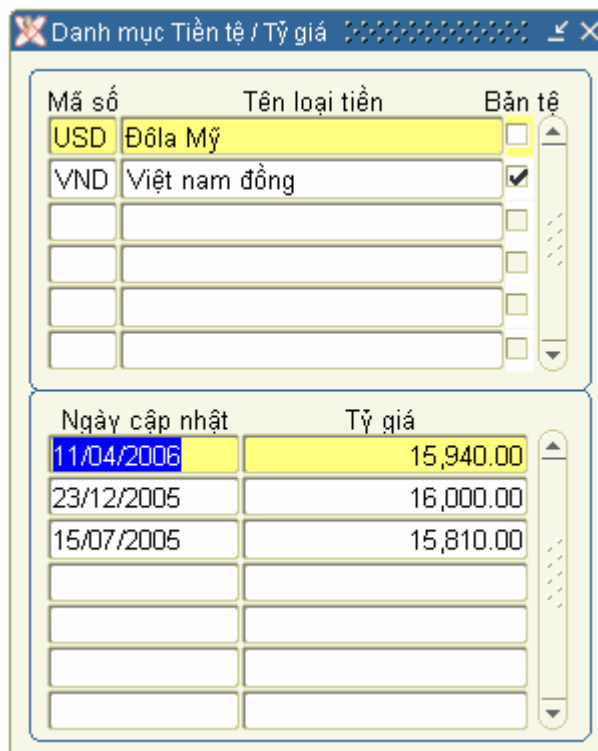 Danh mục Tiền tệ / Tỷ giá
Mã số Tên loại tiền Bản tệ
USD Đôla Mỹ
VND Việt nam đồng
Ngày cập nhật Tỷ giá
11/04/2006 15,940.00
23/12/2005 16,000.00
15/07/2005 15,810.00